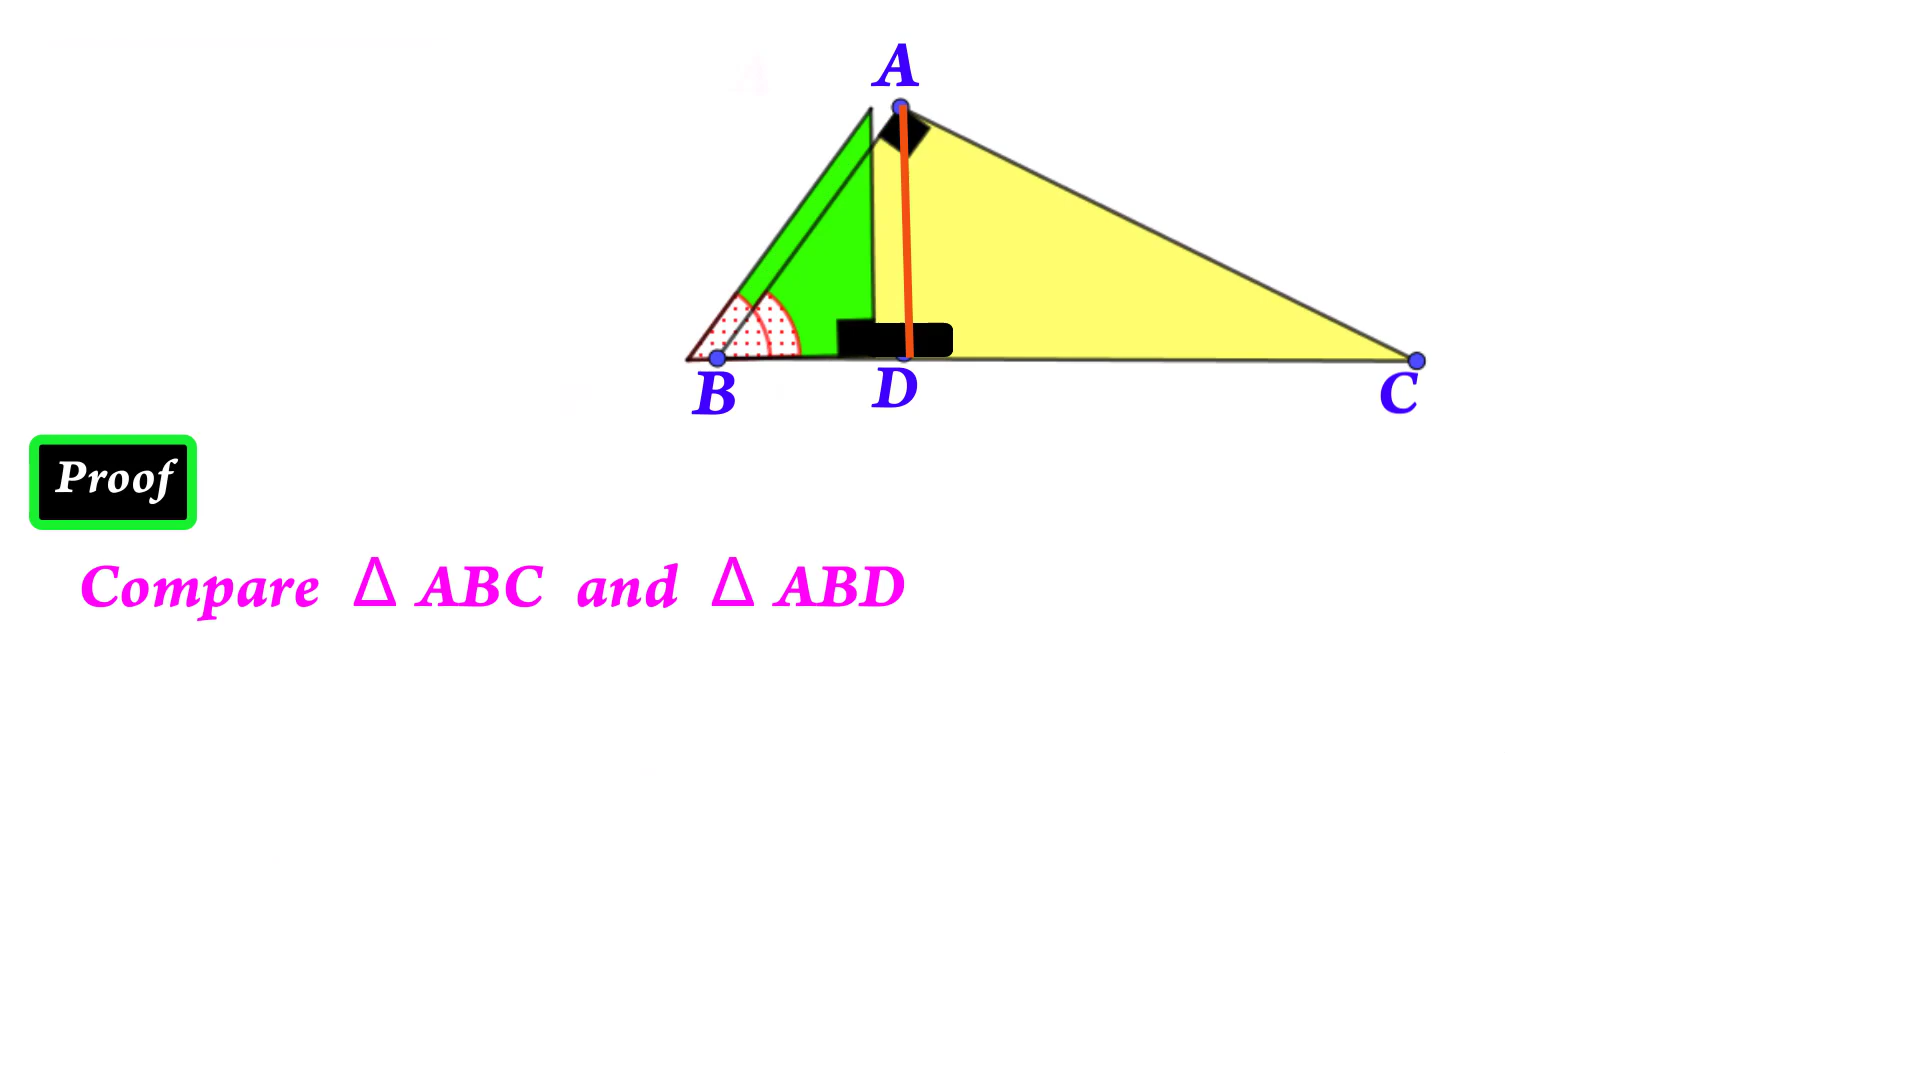 A
B D C
Proof
Compare Δ ABC and Δ ABD